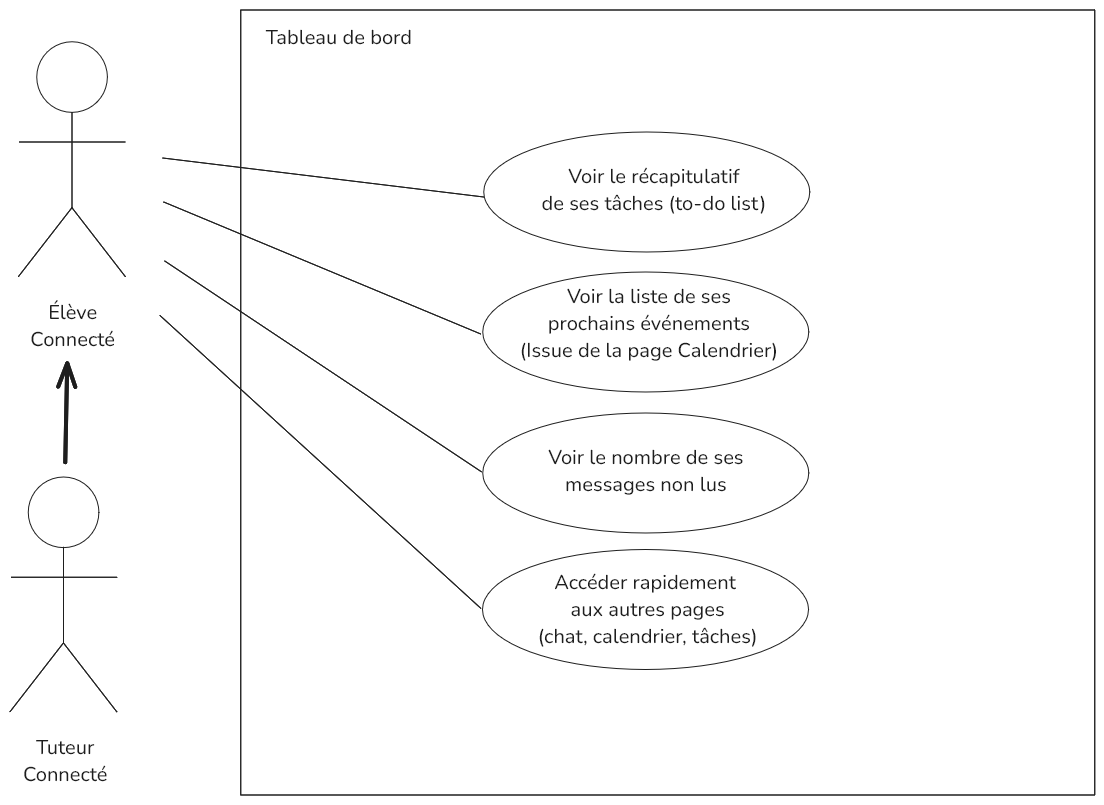 Tableau de bord
Voir le récapitulatif
de ses tâches (to-do list)
Voir la liste de ses
prochains événements
(Issue de la page Calendrier)
Élève
Connecté
Voir le nombre de ses
messages non lus
Accéder rapidement
aux autres pages
(chat, calendrier, tâches)
Tuteur
Connecté